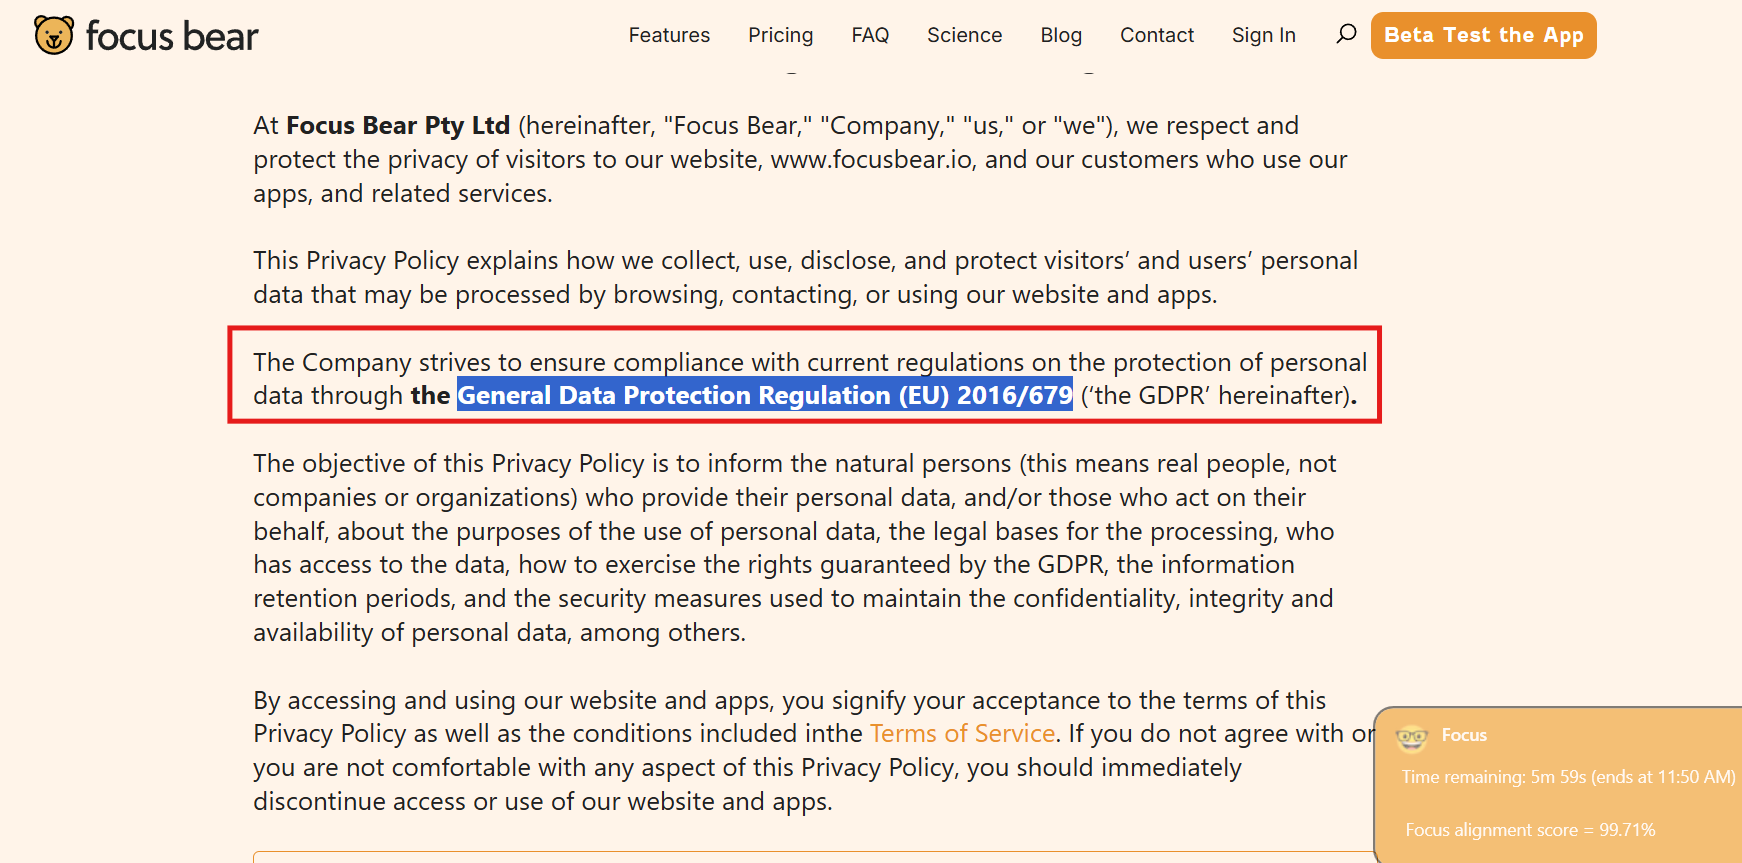 focus bear
Features
Pricing
FAQ
Science
Blog
Contact
Sign In
Beta Test the App
At Focus Bear Pty Ltd (hereinafter, "Focus Bear," "Company," "us," or "we"), we respect and
protect the privacy of visitors to our website, www.focusbear.io, and our customers who use our
apps, and related services.
This Privacy Policy explains how we collect, use, disclose, and protect visitors’ and users’ personal
data that may be processed by browsing, contacting, or using our website and apps.
The Company strives to ensure compliance with current regulations on the protection of personal
data through the General Data Protection Regulation (EU) 2016/679 (‘the GDPR’ hereinafter).
The objective of this Privacy Policy is to inform the natural persons (this means real people, not
companies or organizations) who provide their personal data, and/or those who act on their
behalf, about the purposes of the use of personal data, the legal bases for the processing, who
has access to the data, how to exercise the rights guaranteed by the GDPR, the information
retention periods, and the security measures used to maintain the confidentiality, integrity and
availability of personal data, among others.
By accessing and using our website and apps, you signify your acceptance to the terms of this
Privacy Policy as well as the conditions included inthe Terms of Service. If you do not agree with or
you are not comfortable with any aspect of this Privacy Policy, you should immediately
discontinue access or use of our website and apps.
Focus
Time remaining: 5m 59s (ends at 11:50 AM)
Focus alignment score = 99.71%